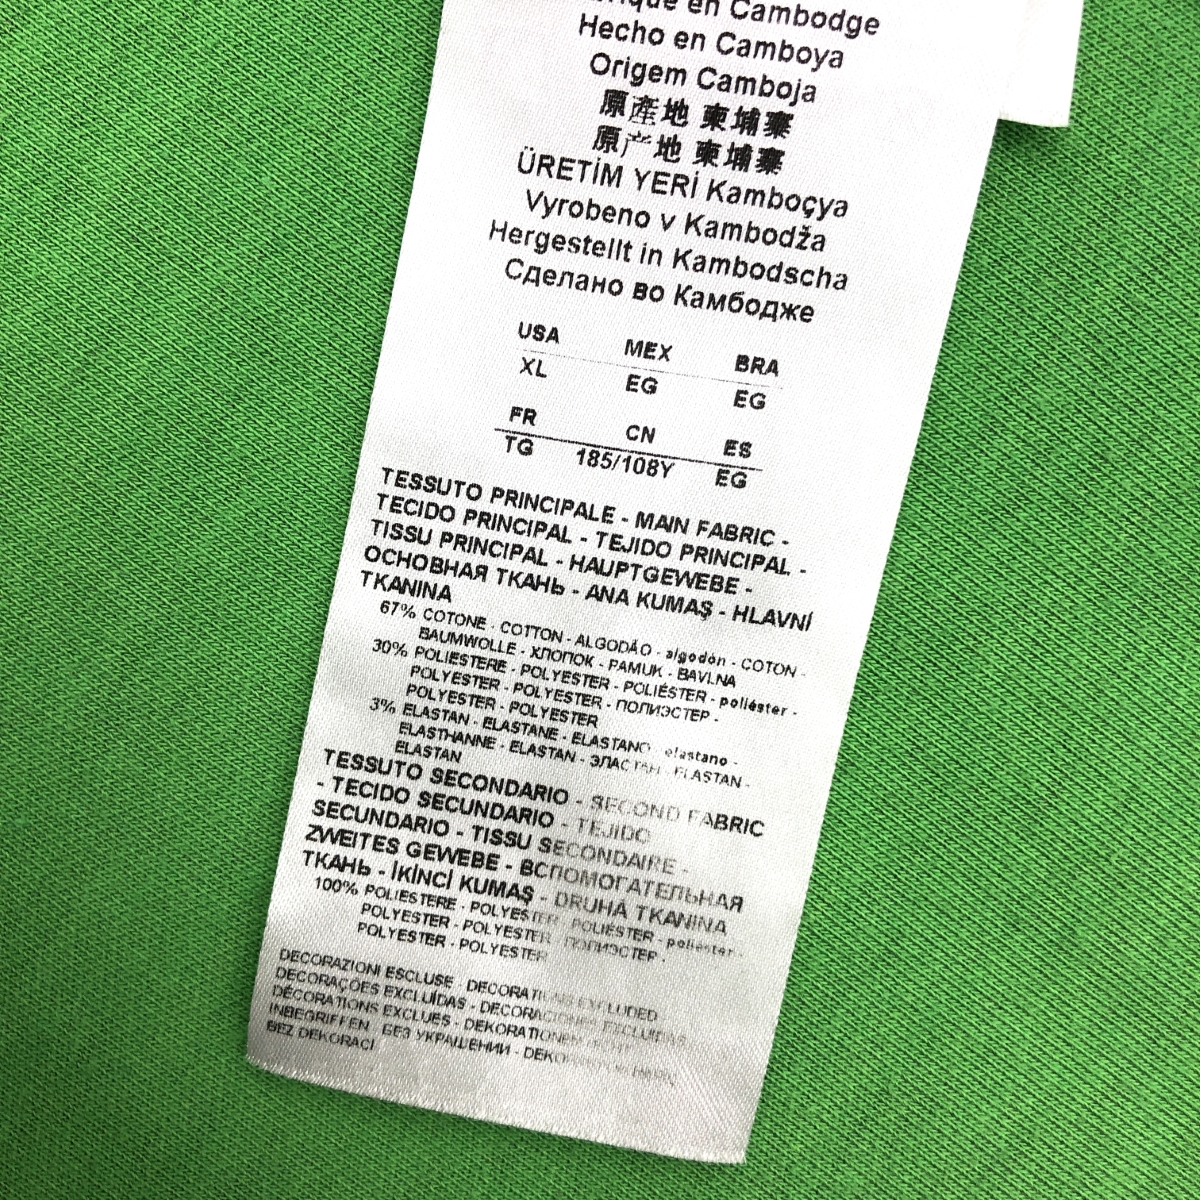 en Cambodge
Hecho en Camboya
Origem Camboja
原產地 柬埔寨
原产地 柬埔寨
ÜRETİM YERİ Kamboçya
Vyrobeno v Kambodža
Hergestellt in Kambodscha
Сделано во Камбодже
USA MEX BRA
XL EG EG
FR CN ES
TG 185/108Y EG
TESSUTO PRINCIPALE - MAIN FABRIC -
TECIDO PRINCIPAL - TEJIDO PRINCIPAL -
TISSU PRINCIPAL - HAUPTGEWEBE -
ОСНОВНАЯ ТКАНЬ - ANA KUMAŞ - HLAVNÍ
TKANINA
67% COTONE - COTTON - ALGODÃO - algodón - COTON -
BAUMWOLLE - ХЛОПОК - PAMUK - BAVLNA
30% POLIESTERE - POLYESTER - POLIÉSTER - poliéster -
POLYESTER - POLYESTER - ПОЛИЭСТЕР -
POLYESTER - POLYESTER
3% ELASTAN - ELASTANE - ELASTANO - elastano -
ELASTHANNE - ELASTAN - ЭЛАСТАН - ELASTAN -
ELASTAN
TESSUTO SECONDARIO - SECOND FABRIC
- TECIDO SECUNDARIO - TEJIDO
SECUNDARIO - TISSU SECONDAIRE -
ZWEITES GEWEBE - ВСПОМОГАТЕЛЬНАЯ
ТКАНЬ - İKİNCİ KUMAŞ - DRUHÁ TKANINA
100% POLIESTERE - POLYESTER - POLIÉSTER - poliéster -
POLYESTER - POLYESTER - ПОЛИЭСТЕР -
POLYESTER - POLYESTER
DECORAZIONI ESCLUSE - DECORATIONS EXCLUDED
DECORAÇÕES EXCLUÍDAS - DECORACIONES EXCLUIDAS
DÉCORATIONS EXCLUES - DEKORATIONEN NICHT
INBEGRIFFEN, БЕЗ УКРАШЕНИИ -
BEZ DEKORACÍ